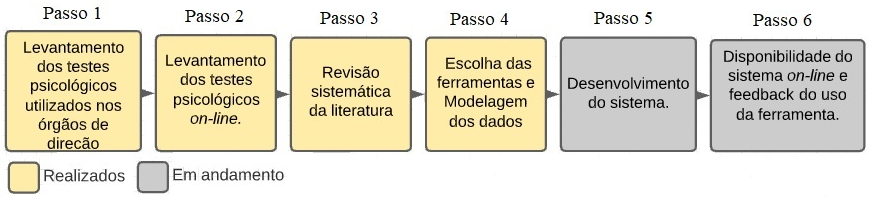 Passo 1
Passo 2
Passo 3
Passo 4
Passo 5
Passo 6
Levantamento
dos testes
psicológicos
utilizados nos
órgãos de
direcão
Levantamento
dos testes
psicológicos
on-line.
Revisão
sistemática
da literatura
Escolha das
ferramentas e
Modelagem
dos dados
Desenvolvimento
do sistema.
Disponibilidade do
sistema on-line e
feedback do uso
da ferramenta.
Realizados
Em andamento